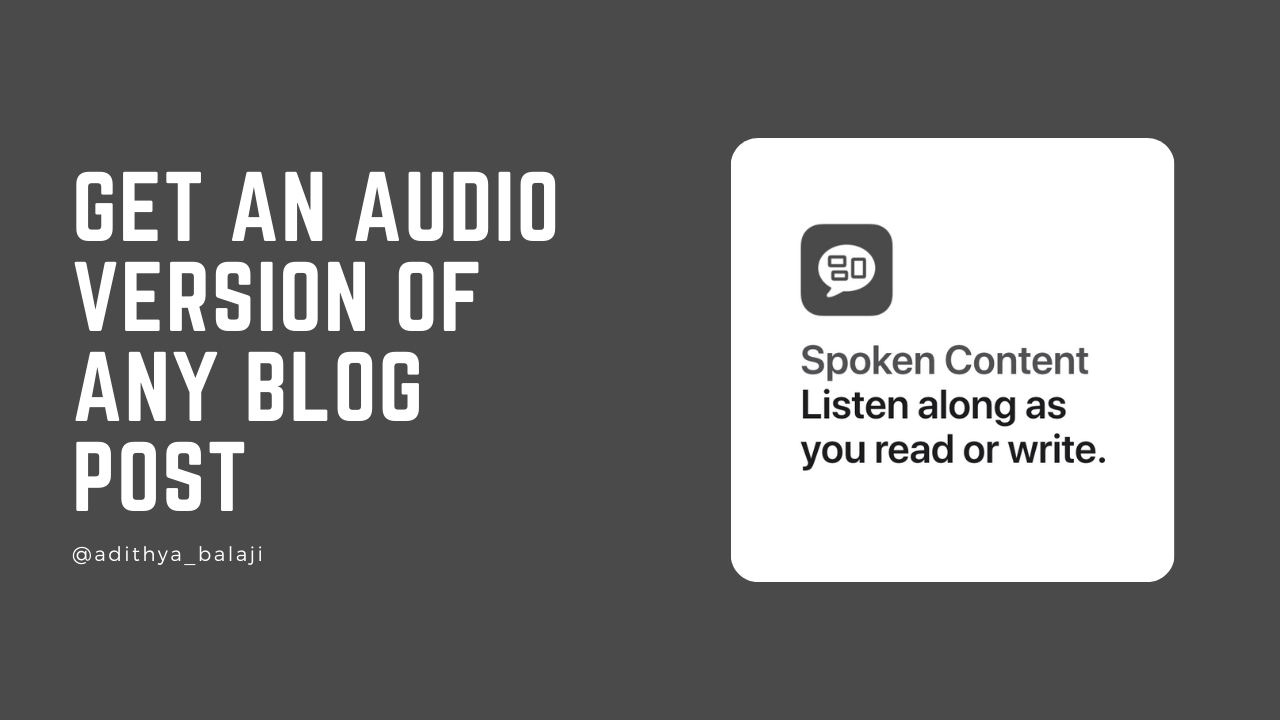 GET AN AUDIO
VERSION OF
ANY BLOG
POST
@adithya_balaji
Spoken Content
Listen along as
you read or write.